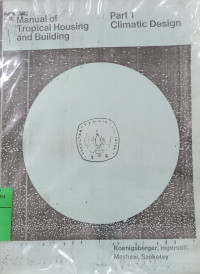 Manual of
Tropical Housing
and Building
Part 1
Climatic Design
Koenigsberger, Ingersoll,
Mayhew, Szokolay